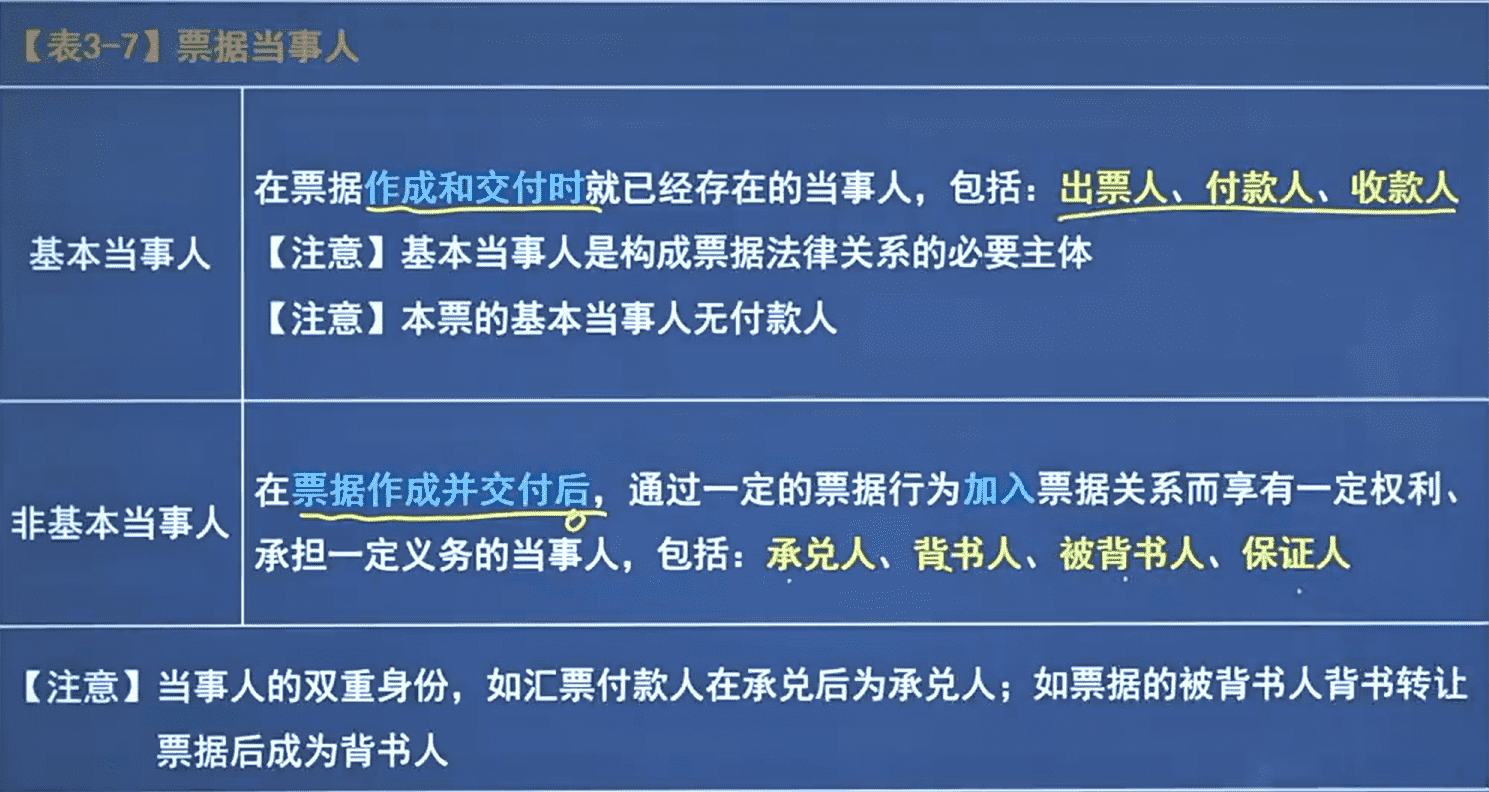 【表3-7】票据当事人
基本当事人
在票据作成和交付时就已经存在的当事人，包括：出票人、付款人、收款人
【注意】基本当事人是构成票据法律关系的必要主体
【注意】本票的基本当事人无付款人
非基本当事人
在票据作成并交付后，通过一定的票据行为加入票据关系而享有一定权利、
承担一定义务的当事人，包括：承兑人、背书人、被背书人、保证人
【注意】当事人的双重身份，如汇票付款人在承兑后为承兑人；如票据的被背书人背书转让
票据后成为背书人